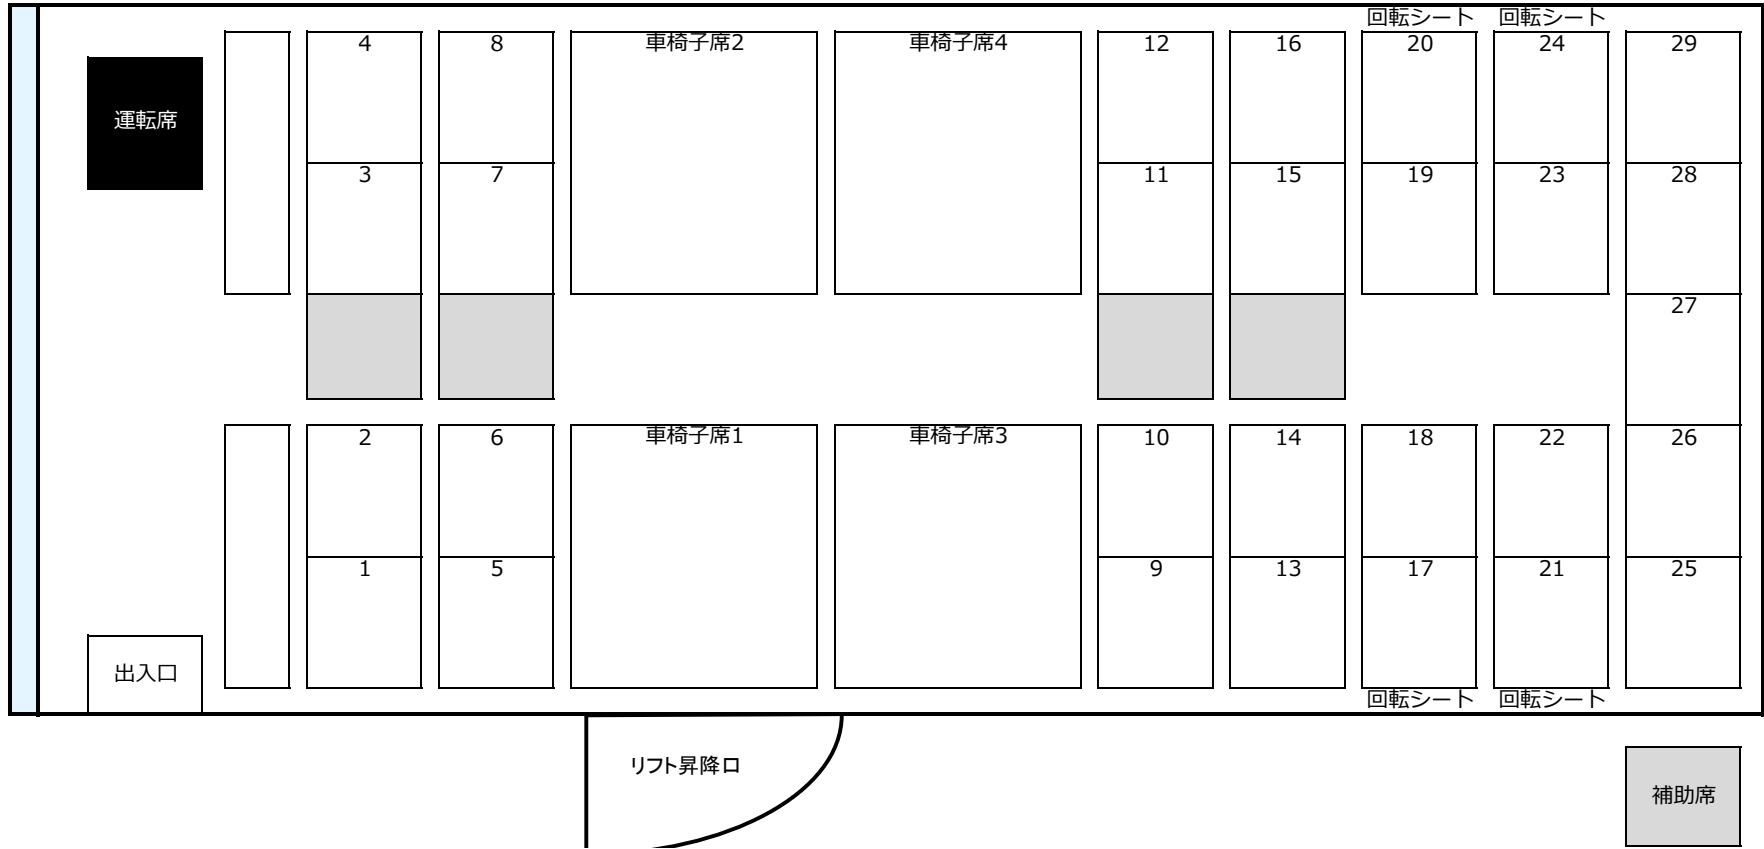 回転シート 回転シート
4 8 車椅子席2 車椅子席4 12 16 20 24 29
運転席
3 7 11 15 19 23 28
27
2 6 車椅子席1 車椅子席3 10 14 18 22 26
1 5 9 13 17 21 25
出入口
回転シート 回転シート
リフト昇降口
補助席